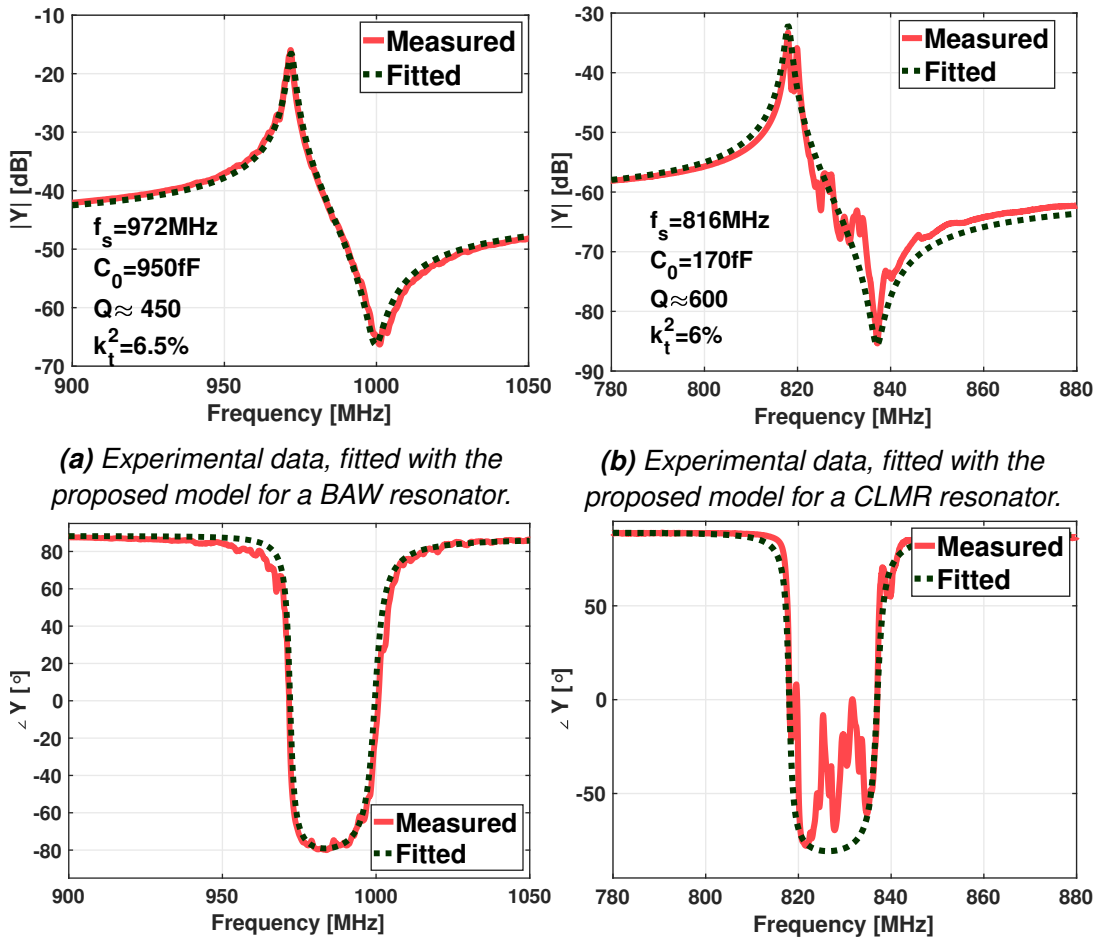 -10
-20
-30
-40
-50
-60
-70
|Y| [dB]
Measured
Fitted
f_s=972MHz
C_0=950fF
Q≈ 450
k_t^2=6.5%
900
950
1000
1050
Frequency [MHz]
-30
-40
-50
-60
-70
-80
-90
|Y| [dB]
Measured
Fitted
f_s=816MHz
C_0=170fF
Q≈600
k_t^2=6%
780
800
820
840
860
880
Frequency [MHz]
(a) Experimental data, fitted with the
proposed model for a BAW resonator.
(b) Experimental data, fitted with the
proposed model for a CLMR resonator.
80
60
40
20
0
-20
-40
-60
-80
∠ Y [°]
Measured
Fitted
900
950
1000
1050
Frequency [MHz]
50
0
-50
∠ Y [°]
Measured
Fitted
780
800
820
840
860
880
Frequency [MHz]